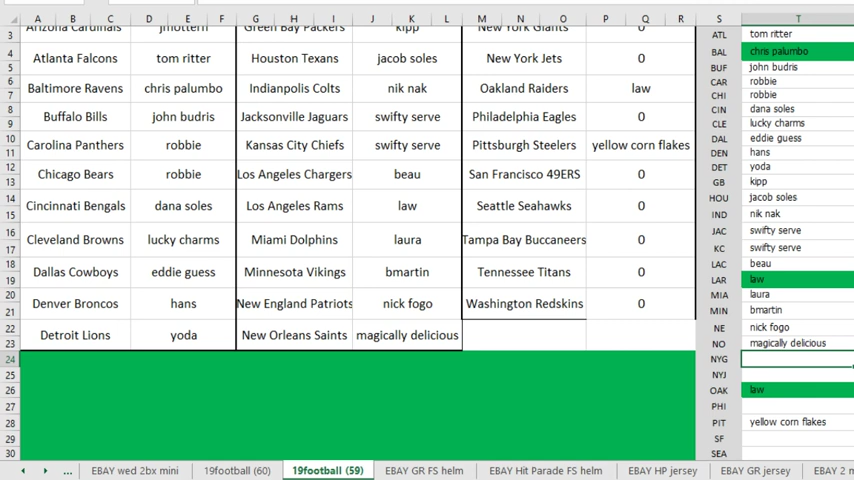 A B C D E F G H I J K L M N O P Q R S T
3 Arizona Cardinals jmottern Green Bay Packers kipp New York Giants 0 ATL tom ritter
4 Atlanta Falcons tom ritter Houston Texans jacob soles New York Jets 0 BAL chris palumbo
5 BUF john budris
6 Baltimore Ravens chris palumbo Indianpolis Colts nik nak Oakland Raiders law CAR robbie
7 CHI robbie
8 Buffalo Bills john budris Jacksonville Jaguars swifty serve Philadelphia Eagles 0 CIN dana soles
9 CLE lucky charms
10 Carolina Panthers robbie Kansas City Chiefs swifty serve Pittsburgh Steelers yellow corn flakes DAL eddie guess
11 DEN hans
12 Chicago Bears robbie Los Angeles Chargers beau San Francisco 49ERS 0 DET yoda
13 GB kipp
14 Cincinnati Bengals dana soles Los Angeles Rams law Seattle Seahawks 0 HOU jacob soles
15 IND nik nak
16 Cleveland Browns lucky charms Miami Dolphins laura Tampa Bay Buccaneers 0 JAC swifty serve
17 KC swifty serve
18 Dallas Cowboys eddie guess Minnesota Vikings bmartin Tennessee Titans 0 LAC beau
19 LAR law
20 Denver Broncos hans New England Patriots nick fogo Washington Redskins 0 MIA laura
21 MIN bmartin
22 Detroit Lions yoda New Orleans Saints magically delicious NE nick fogo
23 NO magically delicious
24 NYG
25 NYJ
26 OAK law
27 PHI
28 PIT yellow corn flakes
29 SF
30 SEA
... EBAY wed 2bx mini 19football (60) 19football (59) EBAY GR FS helm EBAY Hit Parade FS helm EBAY HP jersey EBAY GR jersey EBAY 2 m